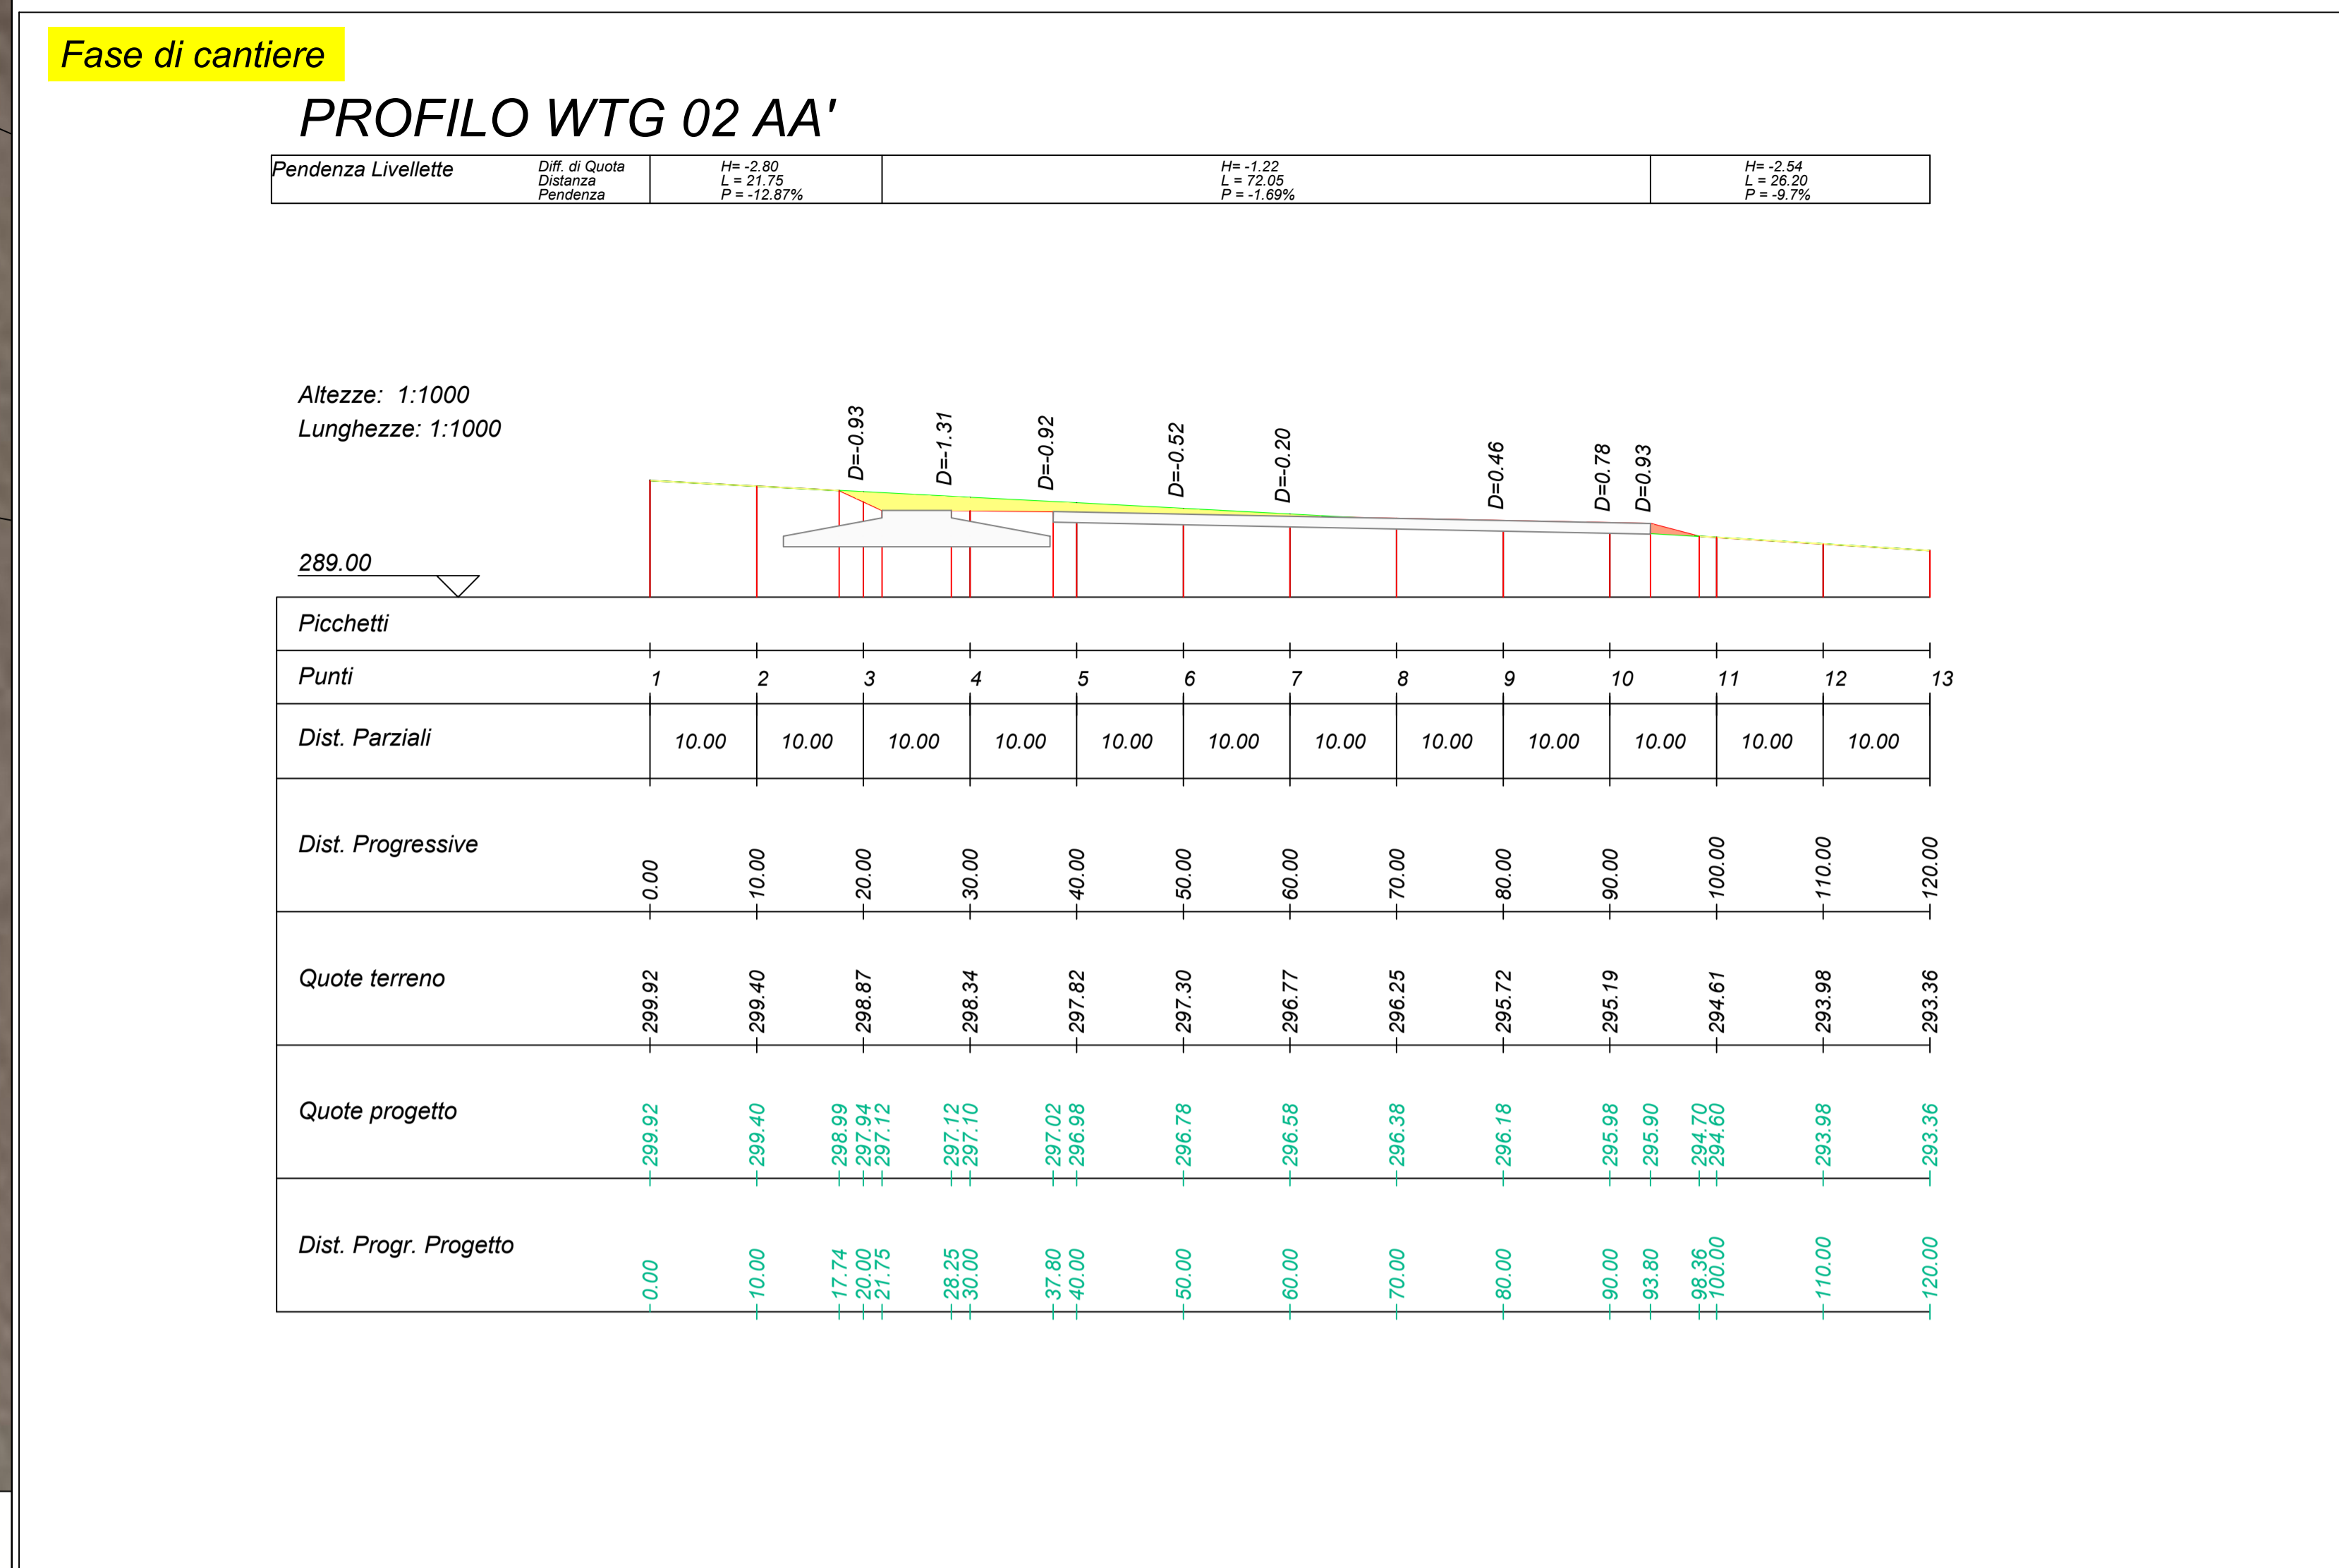 Fase di cantiere
PROFILO WTG 02 AA'
Pendenza Livellette
Diff. di Quota
Distanza
Pendenza
H= -2.80
L = 21.75
P = -12.87%
H= -1.22
L = 72.05
P = -1.69%
H= -2.54
L = 26.20
P = -9.7%
Altezze: 1:1000
Lunghezze: 1:1000
D=-0.93
D=-1.31
D=-0.92
D=-0.52
D=-0.20
D=0.46
D=0.78
D=0.93
289.00
Picchetti
Punti 1 2 3 4 5 6 7 8 9 10 11 12 13
Dist. Parziali 10.00 10.00 10.00 10.00 10.00 10.00 10.00 10.00 10.00 10.00 10.00 10.00
Dist. Progressive 0.00 10.00 20.00 30.00 40.00 50.00 60.00 70.00 80.00 90.00 100.00 110.00 120.00
Quote terreno 299.92 299.40 298.87 298.34 297.82 297.30 296.77 296.25 295.72 295.19 294.61 293.98 293.36
Quote progetto 299.92 299.40 298.99 297.94 297.12 297.12 297.10 297.02 296.98 296.78 296.58 296.38 296.18 295.98 295.90 294.70 294.60 293.98 293.36
Dist. Progr. Progetto 0.00 10.00 17.74 20.00 21.75 28.25 30.00 37.80 40.00 50.00 60.00 70.00 80.00 90.00 93.80 98.36 100.00 110.00 120.00